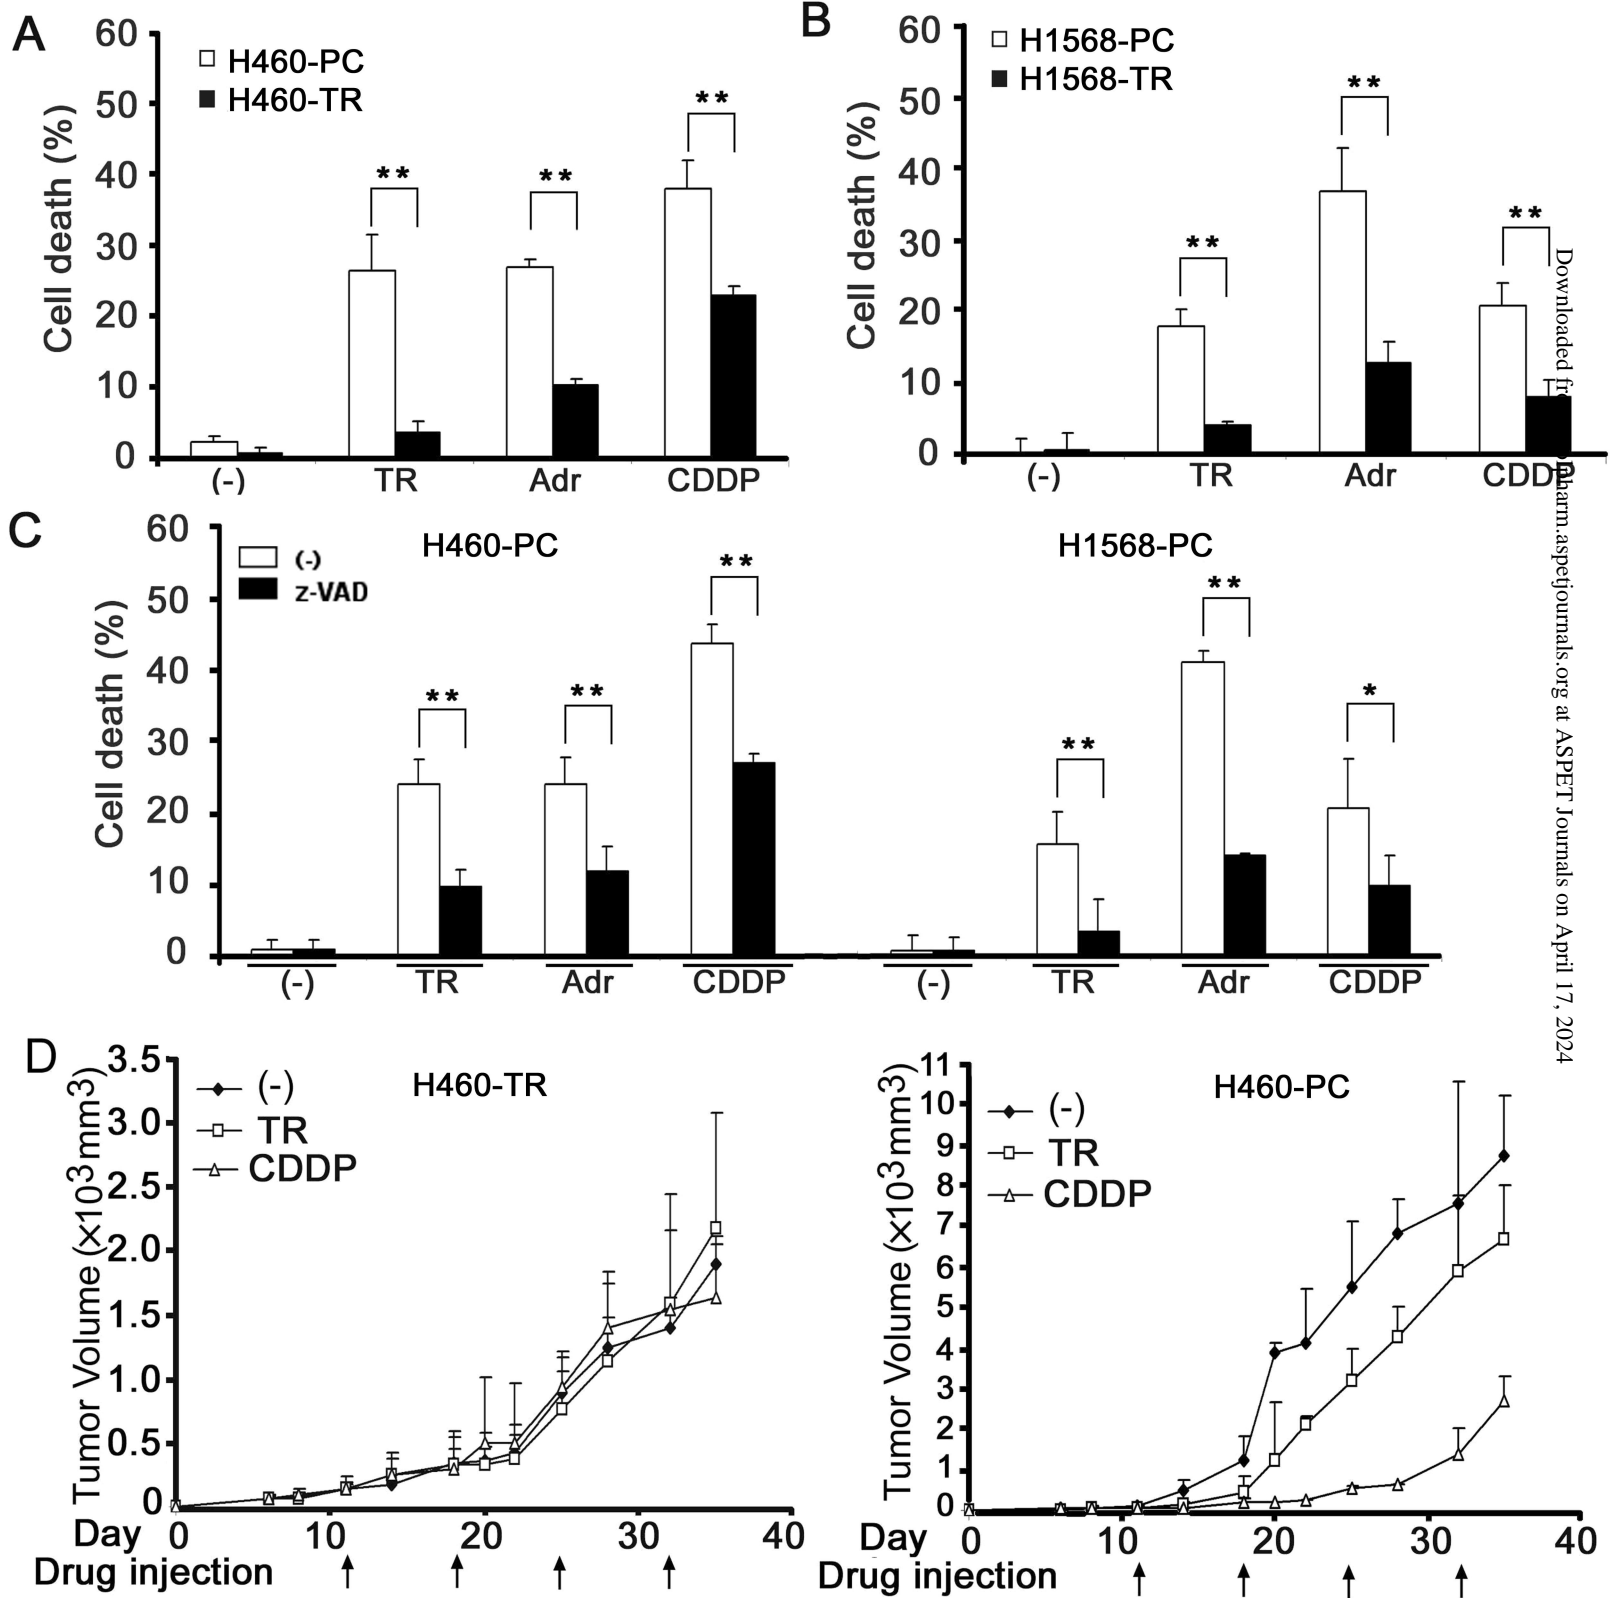 A
60
50
40
30
20
10
0
Cell death (%)
H460-PC
H460-TR
** ** **
(-) TR Adr CDDP
B
60
50
40
30
20
10
0
Cell death (%)
H1568-PC
H1568-TR
** ** **
(-) TR Adr CDDP
C
60
50
40
30
20
10
0
Cell death (%)
(-)
z-VAD
H460-PC
** ** **
(-) TR Adr CDDP
H1568-PC
** ** *
(-) TR Adr CDDP
D
3.5
3.0
2.5
2.0
1.5
1.0
0.5
0
Tumor Volume (×103mm3)
(-)
TR
CDDP
H460-TR
Day 0 10 20 30 40
Drug injection
11
10
9
8
7
6
5
4
3
2
1
0
Tumor Volume (×103mm3)
(-)
TR
CDDP
H460-PC
Day 0 10 20 30 40
Drug injection
Downloaded pharm.aspetjournals.org at ASPET Journals on April 17, 2024